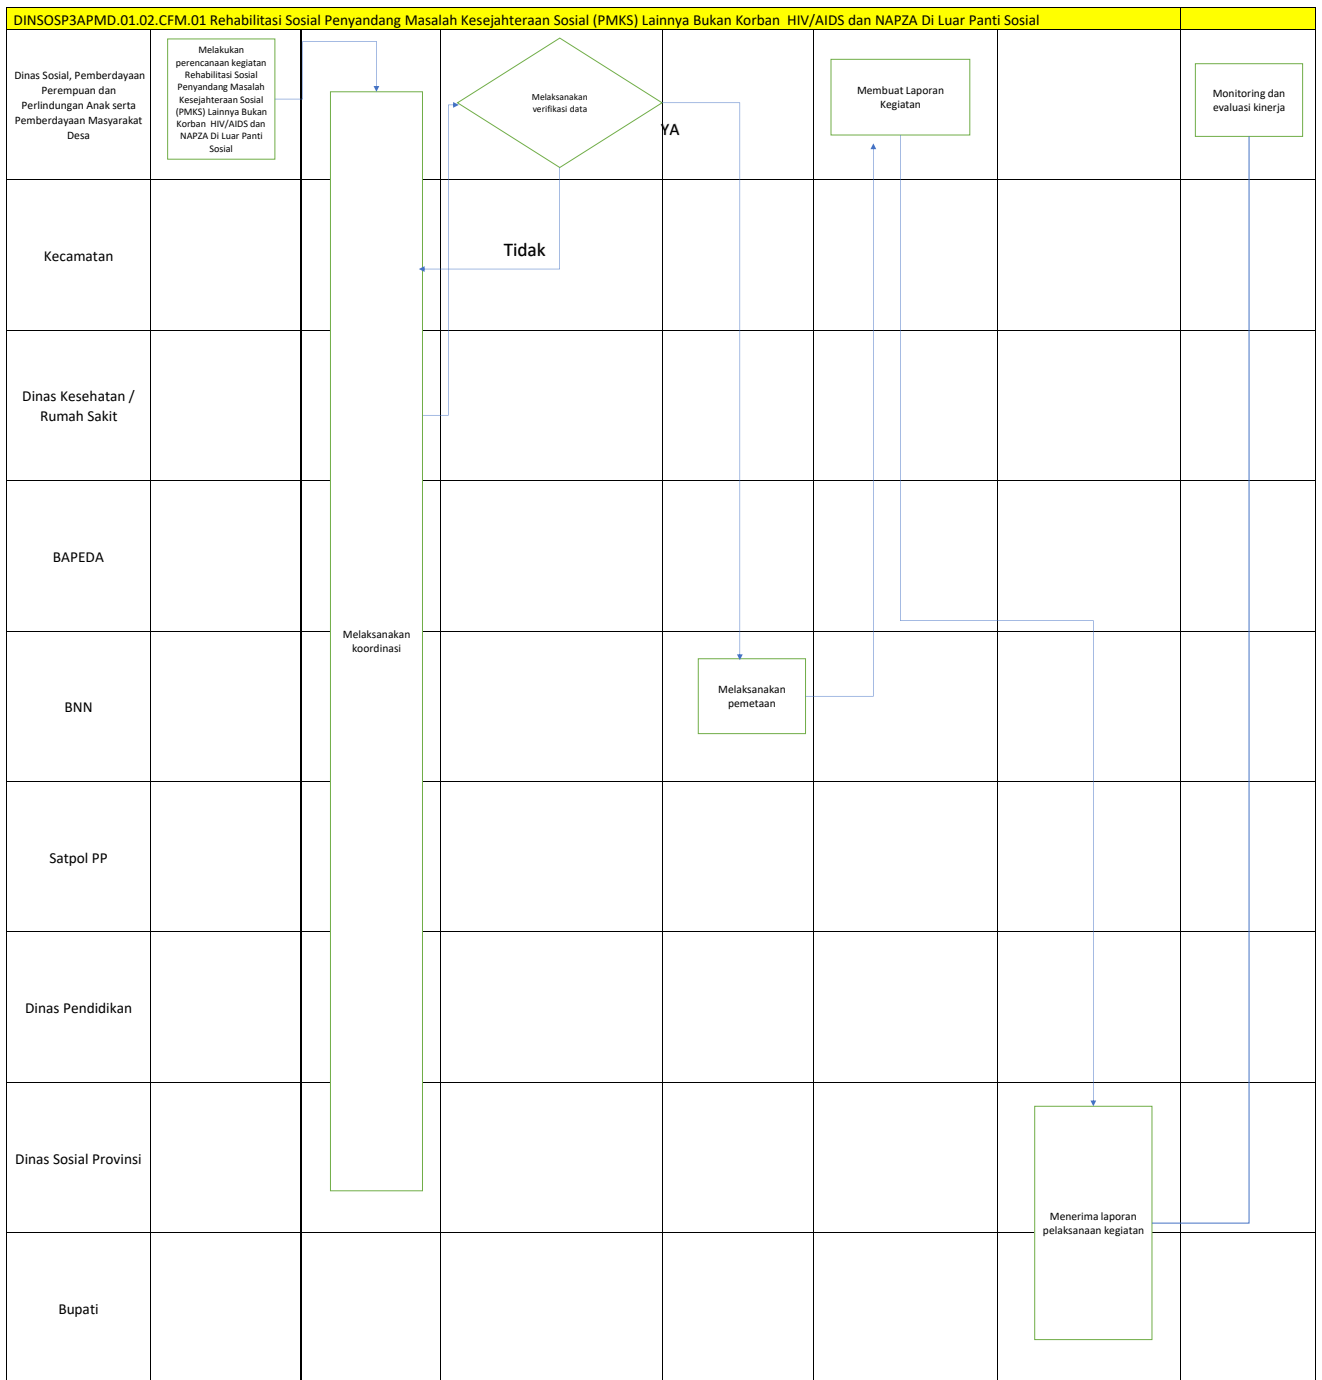 DINSOSP3APMD.01.02.CFM.01 Rehabilitasi Sosial Penyandang Masalah Kesejahteraan Sosial (PMKS) Lainnya Bukan Korban  HIV/AIDS dan NAPZA Di Luar Panti Sosial
Dinas Sosial, Pemberdayaan
Perempuan dan
Perlindungan Anak serta
Pemberdayaan Masyarakat
Desa
Melakukan
perencanaan kegiatan
Rehabilitasi Sosial
Penyandang Masalah
Kesejahteraan Sosial
(PMKS) Lainnya Bukan
Korban  HIV/AIDS dan
NAPZA Di Luar Panti
Sosial
Melaksanakan
verifikasi data
YA
Membuat Laporan
Kegiatan
Monitoring dan
evaluasi kinerja
Kecamatan
Tidak
Dinas Kesehatan /
Rumah Sakit
BAPEDA
Melaksanakan
koordinasi
BNN
Melaksanakan
pemetaan
Satpol PP
Dinas Pendidikan
Dinas Sosial Provinsi
Menerima laporan
pelaksanaan kegiatan
Bupati